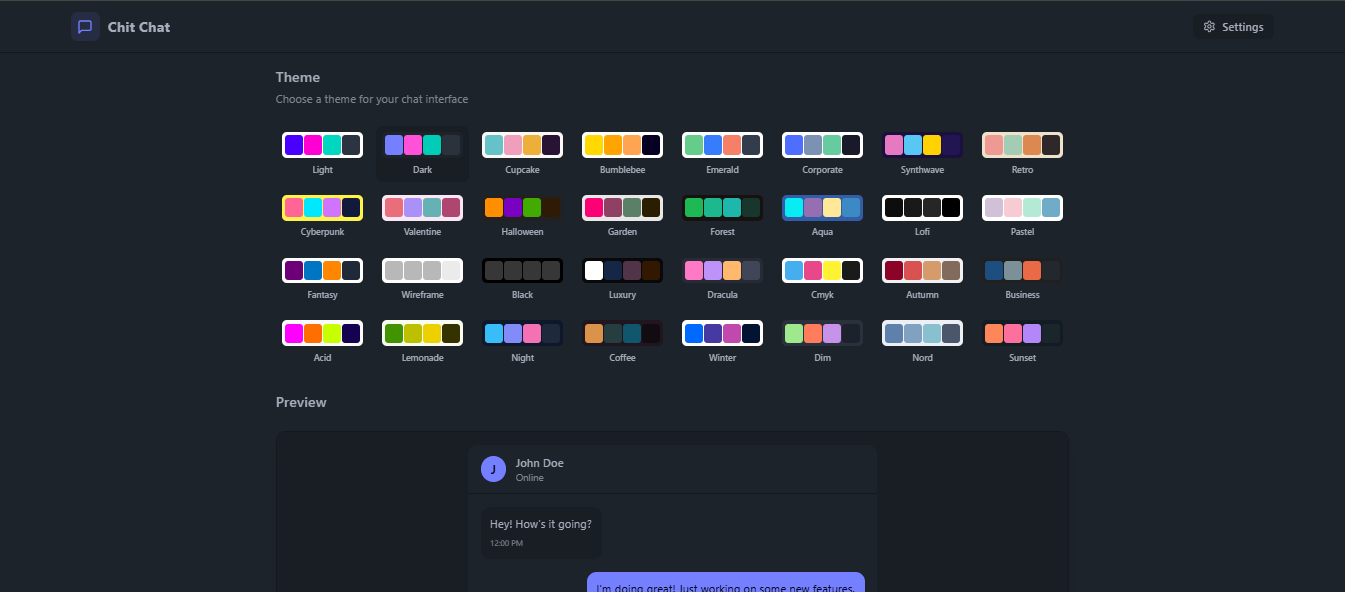 Chit Chat
Settings
Theme
Choose a theme for your chat interface
Light
Dark
Cupcake
Bumblebee
Emerald
Corporate
Synthwave
Retro
Cyberpunk
Valentine
Halloween
Garden
Forest
Aqua
Lofi
Pastel
Fantasy
Wireframe
Black
Luxury
Dracula
Cmyk
Autumn
Business
Acid
Lemonade
Night
Coffee
Winter
Dim
Nord
Sunset
Preview
J
John Doe
Online
Hey! How's it going?
12:00 PM
I'm doing great! Just working on some new features.